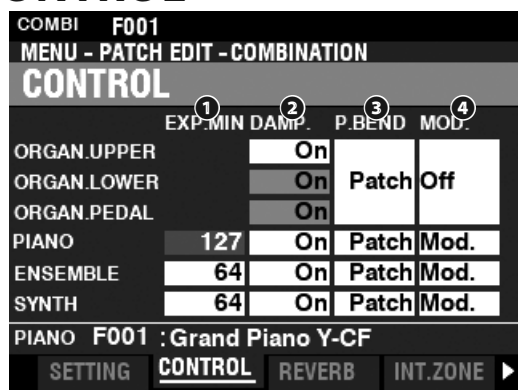 COMBI F001
MENU - PATCH EDIT - COMBINATION
CONTROL
1 2 3 4
EXP.MIN DAMP. P.BEND MOD.
ORGAN.UPPER On
ORGAN.LOWER On Patch Off
ORGAN.PEDAL On
PIANO 127 On Patch Mod.
ENSEMBLE 64 On Patch Mod.
SYNTH 64 On Patch Mod.
PIANO F001 :Grand Piano Y-CF
SETTING CONTROL REVERB INT.ZONE